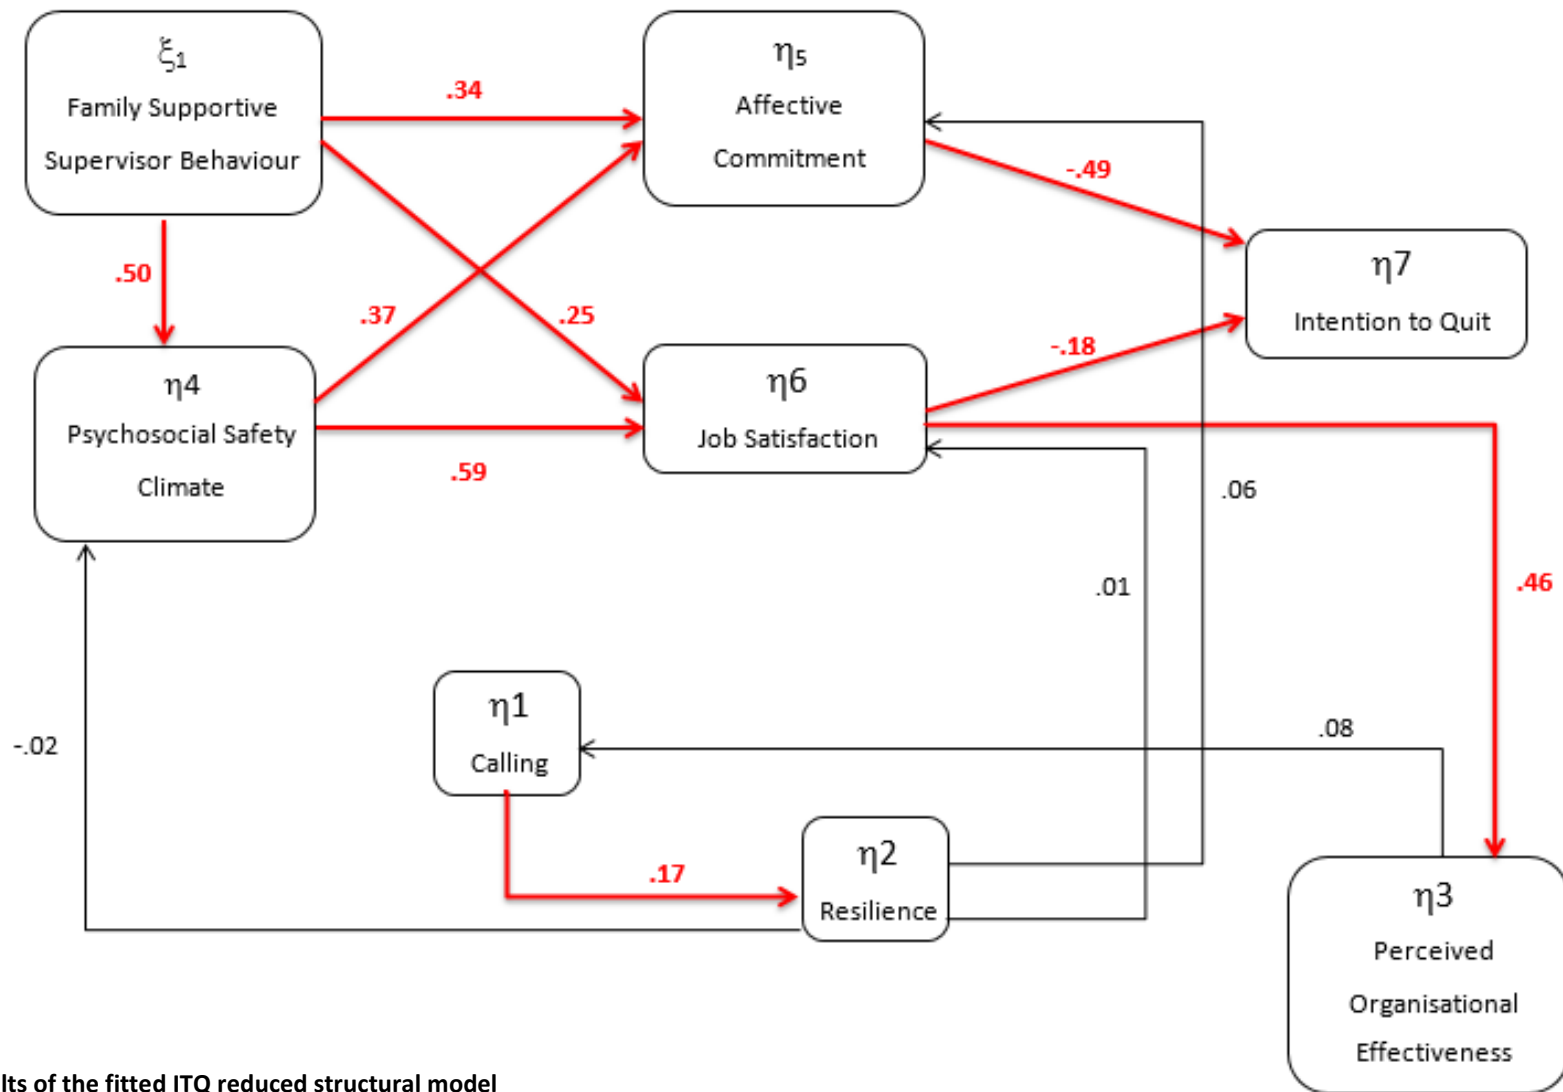 ξ1
Family Supportive
Supervisor Behaviour
.34
η5
Affective
Commitment
-.49
η7
Intention to Quit
.50
.37
.25
-.18
η4
Psychosocial Safety
Climate
.59
η6
Job Satisfaction
.06
.01
.46
-.02
η1
Calling
.08
.17
η2
Resilience
η3
Perceived
Organisational
Effectiveness
lts of the fitted ITQ reduced structural model